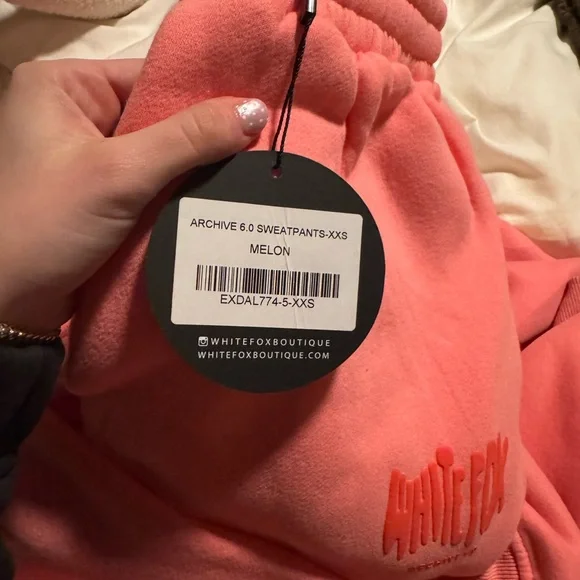 ARCHIVE 6.0 SWEATPANTS-XXS
MELON
EXDAL774-5-XXS
WHITEFOXBOUTIQUE
WHITEFOXBOUTIQUE.COM
WHITE FOX